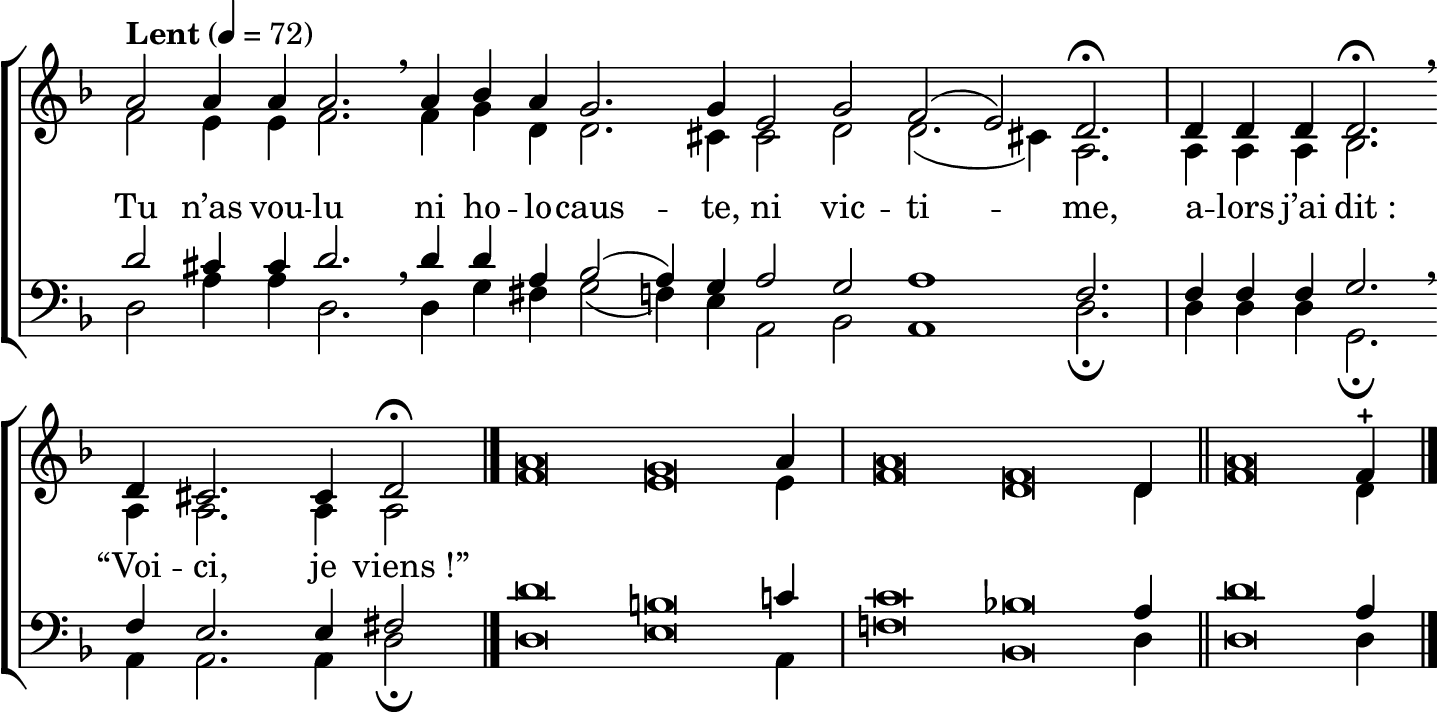 Lent (♩ = 72)
Tu n’as vou – lu ni ho – lo caus – te, ni vic – ti – me, a – lors j’ai dit :
“Voi – ci, je viens !”